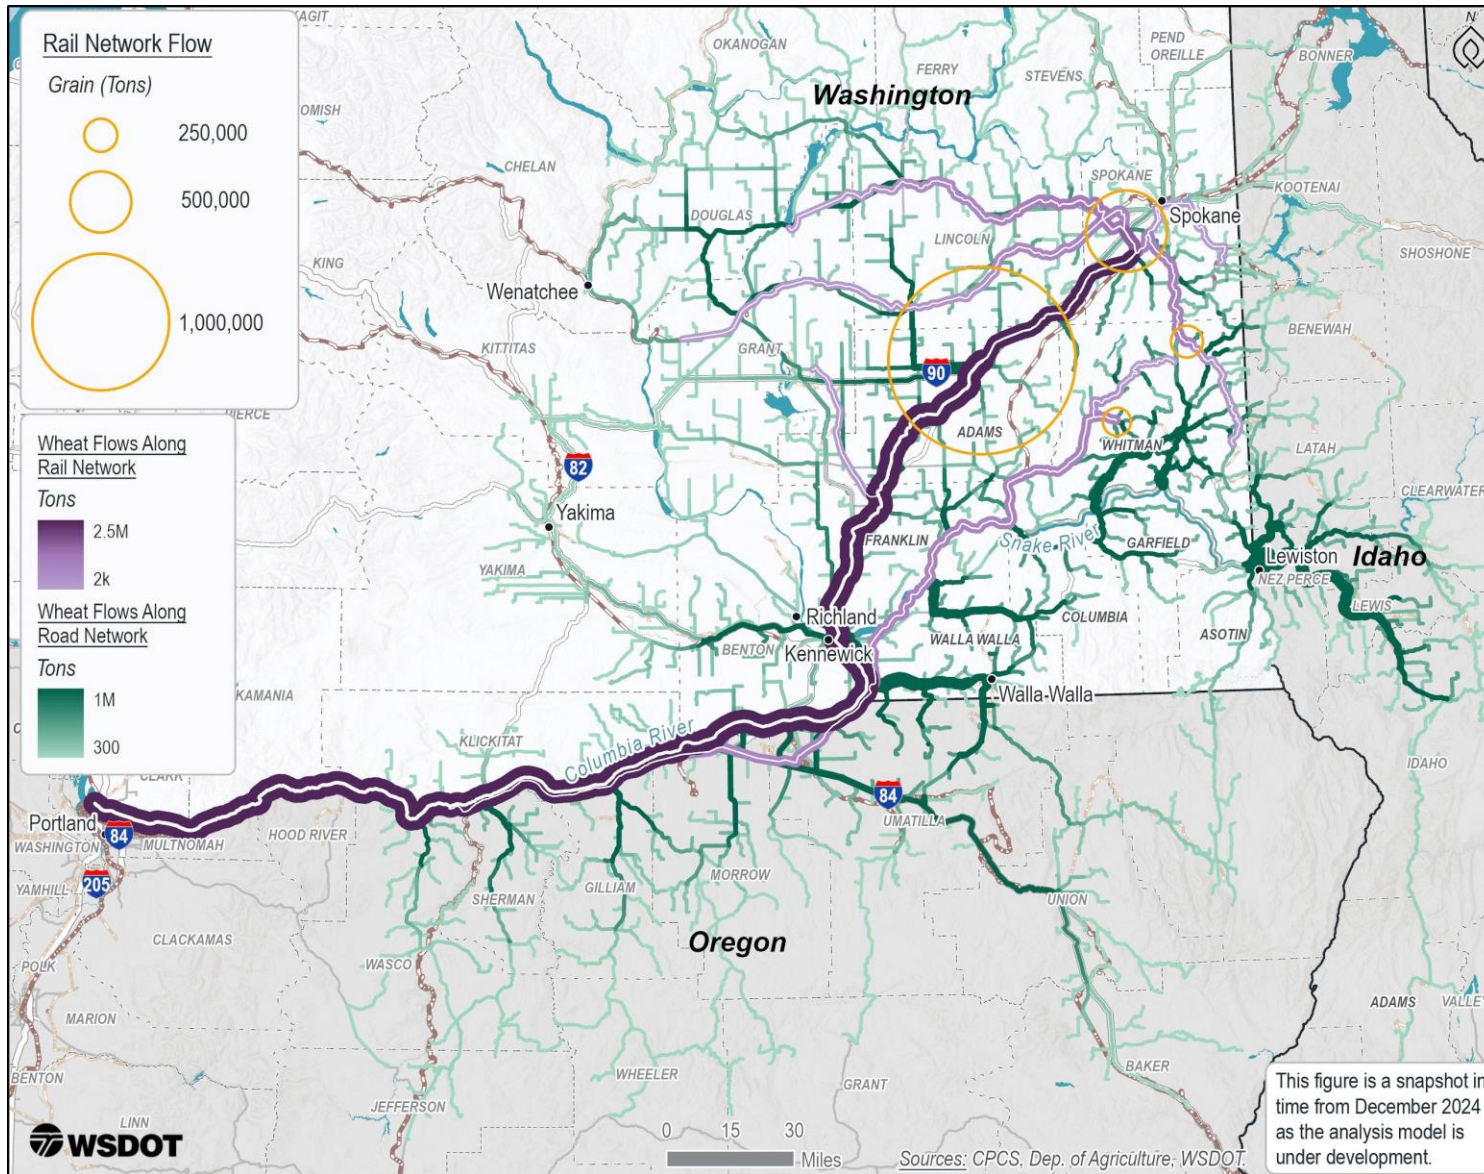 Rail Network Flow
Grain (Tons)
250,000
500,000
1,000,000
Wheat Flows Along
Rail Network
Tons
2.5M
2k
Wheat Flows Along
Road Network
Tons
1M
300
N
KAGIT
OKANOGAN
FERRY
STEVENS
PEND
OREILLE
BONNER
Washington
OMISH
CHELAN
SPOKANE
KOOTENAI
Spokane
DOUGLAS
LINCOLN
SHOSHONE
KING
Wenatchee
BENEWAH
KITTITAS
GRANT
90
PIERCE
ADAMS
WHITMAN
LATAH
82
CLEARWATER
Yakima
FRANKLIN
Snake River
GARFIELD
Lewiston
Idaho
NEZ PERCE
YAKIMA
LEWIS
Richland
COLUMBIA
WALLA WALLA
ASOTIN
BENTON
Kennewick
KAMANIA
Walla-Walla
KLICKITAT
Columbia River
CLARK
IDAHO
84
Portland
84
HOOD RIVER
UMATILLA
WASHINGTON
MULTNOMAH
205
YAMHILL
SHERMAN
GILLIAM
MORROW
UNION
CLACKAMAS
Oregon
POLK
WASCO
MARION
ADAMS
VALLE
BENTON
WHEELER
GRANT
BAKER
JEFFERSON
LINN
WSDOT
0 15 30
Miles
Sources: CPCS, Dep. of Agriculture, WSDOT
This figure is a snapshot in
time from December 2024
as the analysis model is
under development.